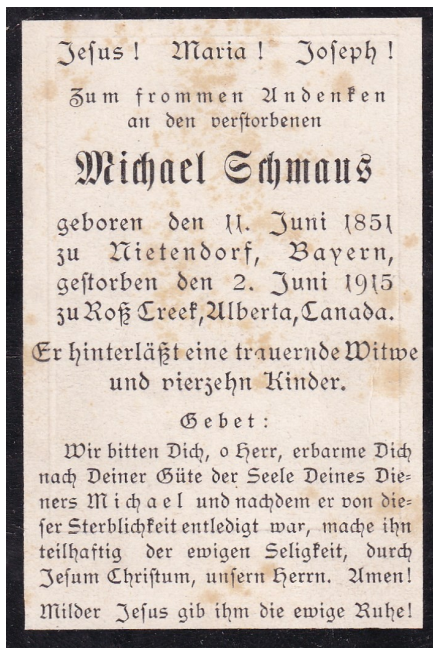 Jesus! Maria! Joseph!
Zum frommen Andenken
an den verstorbenen
Michael Schmaus
geboren den 11. Juni 1851
zu Nietendorf, Bayern,
gestorben den 2. Juni 1915
zu Roß Creek, Alberta, Canada.
Er hinterläßt eine trauernde Witwe
und vierzehn Kinder.
Gebet:
Wir bitten Dich, o Herr, erbarme Dich
nach Deiner Güte der Seele Deines Die-
ners Michael und nachdem er von die-
ser Sterblichkeit entledigt war, mache ihn
teilhaftig der ewigen Seligkeit, durch
Jesum Christum, unsern Herrn. Amen!
Milder Jesus gib ihm die ewige Ruhe!